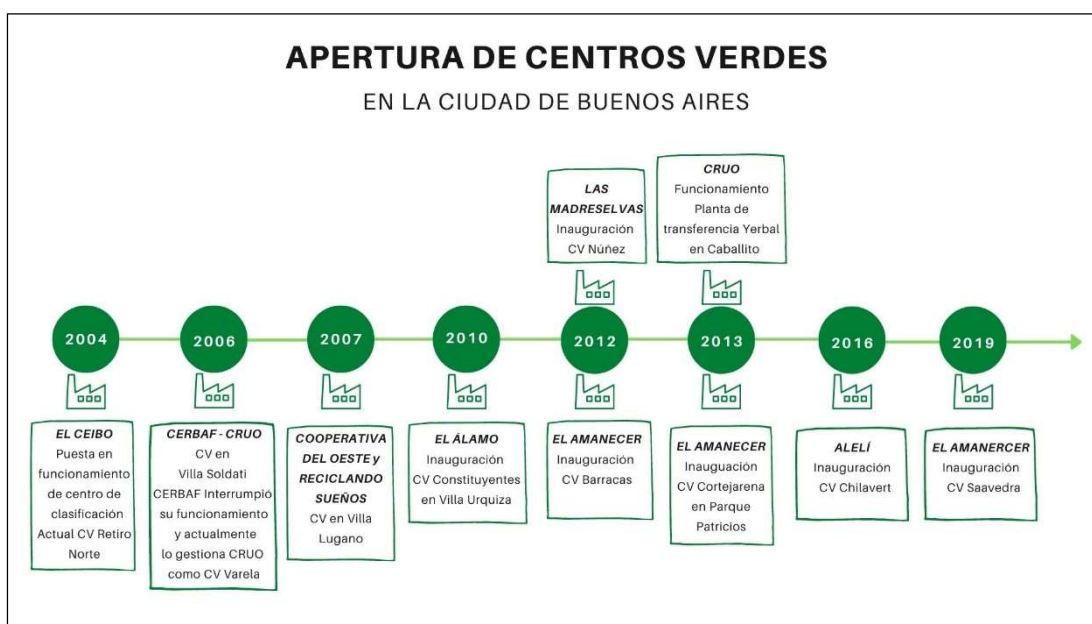 APERTURA DE CENTROS VERDES
EN LA CIUDAD DE BUENOS AIRES
LAS
MADRESELVAS
Inauguración
CV Núñez
CRUO
Funcionamiento
Planta de
transferencia Yerbal
en Caballito
2004
2006
2007
2010
2012
2013
2016
2019
EL CEIBO
Puesta en
funcionamiento
de centro de
clasificación
Actual CV Retiro
Norte
CERBAF - CRUO
CV en
Villa Soldati
CERBAF Interrumpió
su funcionamiento
y actualmente
lo gestiona CRUO
como CV Varela
COOPERATIVA
DEL OESTE y
RECICLANDO
SUEÑOS
CV en Villa
Lugano
EL ÁLAMO
Inauguración
CV Constituyentes
en Villa Urquiza
EL AMANECER
Inauguración
CV Barracas
EL AMANECER
Inauguación
CV Cortejarena
en Parque
Patricios
ALELÍ
Inauguración
CV Chilavert
EL AMANERCER
Inauguración
CV Saavedra